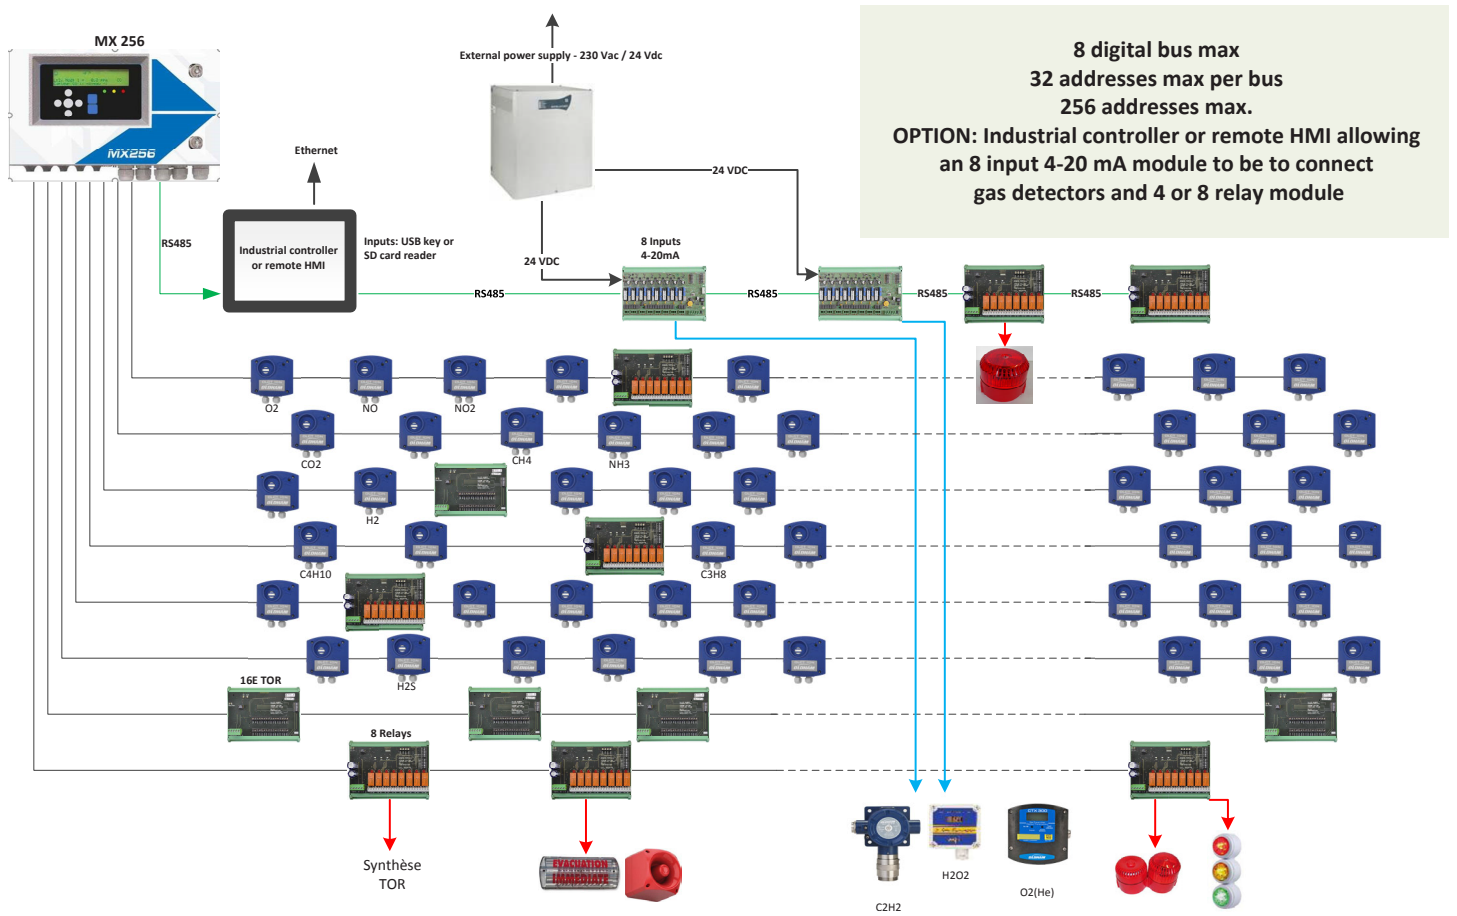 MX 256
External power supply - 230 Vac / 24 Vdc
8 digital bus max
32 addresses max per bus
256 addresses max.
OPTION: Industrial controller or remote HMI allowing
an 8 input 4-20 mA module to be to connect
gas detectors and 4 or 8 relay module
MX256
Ethernet
24 VDC
RS485
Industrial controller
or remote HMI
Inputs: USB key or
SD card reader
24 VDC
8 Inputs
4-20mA
RS485
RS485
RS485
RS485
O2
NO
NO2
CO2
CH4
NH3
H2
C4H10
C3H8
H2S
16E TOR
8 Relays
Synthèse
TOR
EVACUATION
IMMEDIATE
C2H2
H2O2
O2(He)